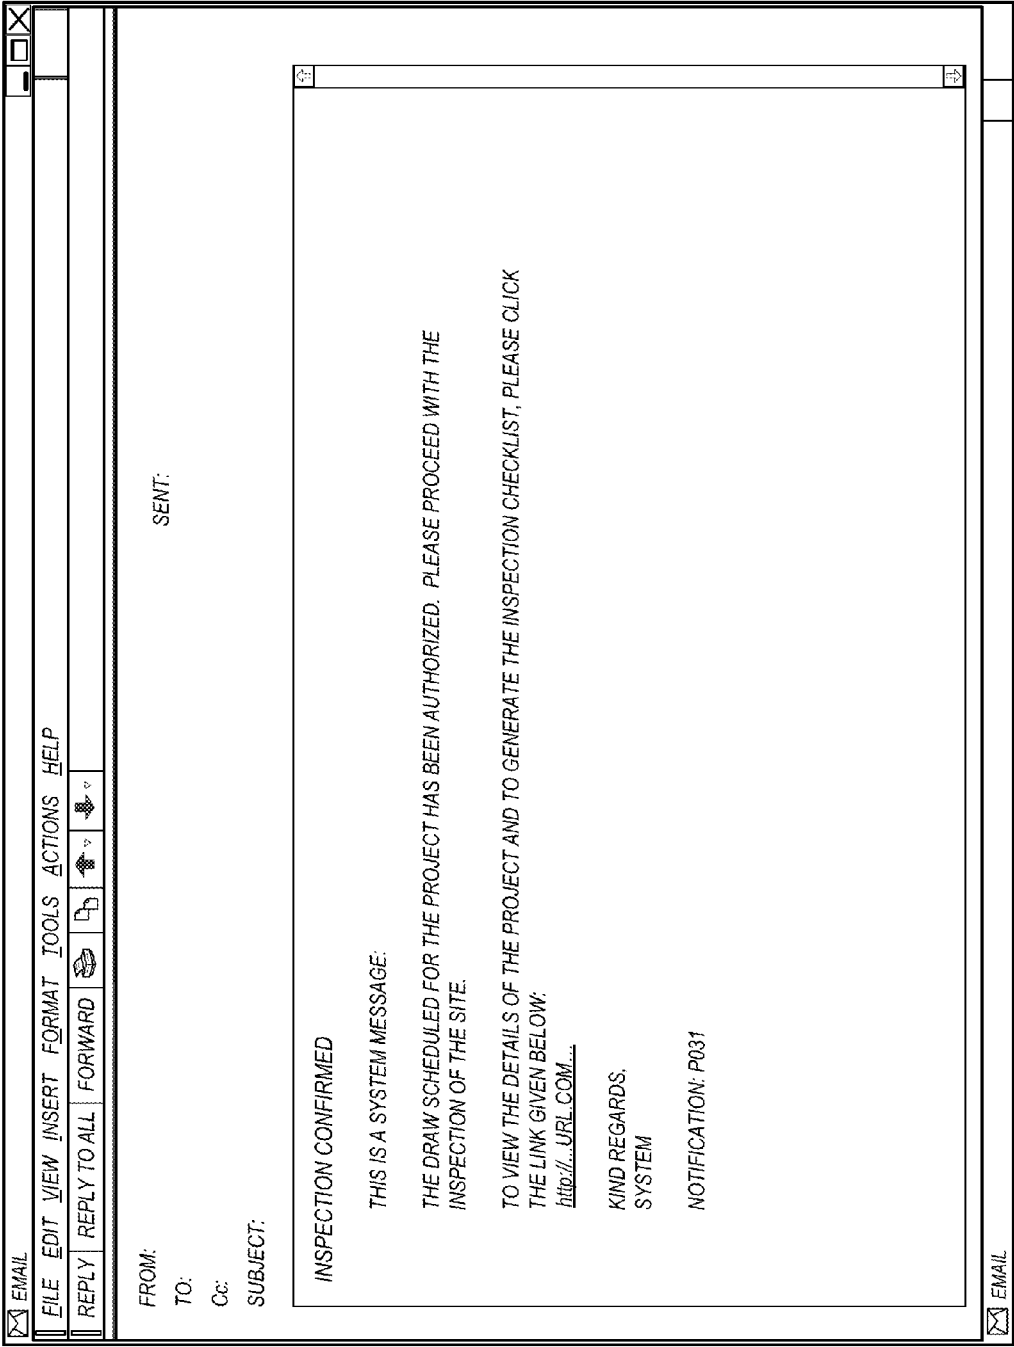 EMAIL
FILE EDIT VIEW INSERT FORMAT TOOLS ACTIONS HELP
REPLY REPLY TO ALL FORWARD
FROM: SENT:
TO:
Cc:
SUBJECT:
INSPECTION CONFIRMED
THIS IS A SYSTEM MESSAGE:
THE DRAW SCHEDULED FOR THE PROJECT HAS BEEN AUTHORIZED. PLEASE PROCEED WITH THE
INSPECTION OF THE SITE.
TO VIEW THE DETAILS OF THE PROJECT AND TO GENERATE THE INSPECTION CHECKLIST, PLEASE CLICK
THE LINK GIVEN BELOW:
http://...URL.COM...
KIND REGARDS,
SYSTEM
NOTIFICATION: P031
EMAIL